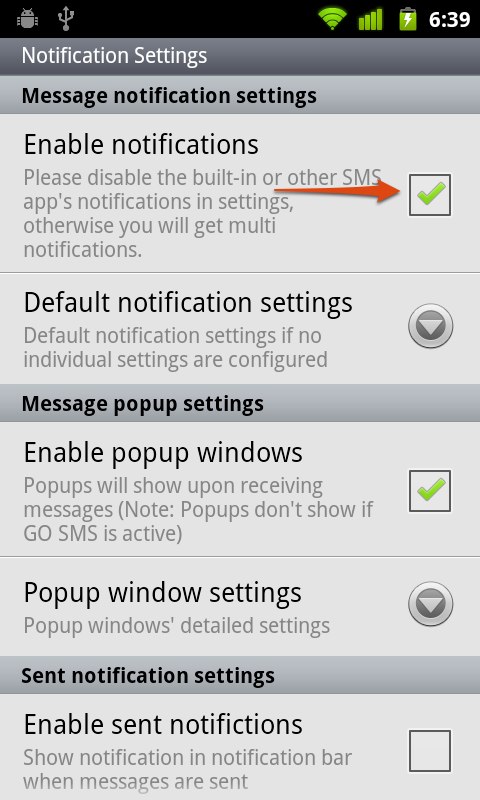 6:39
Notification Settings
Message notification settings
Enable notifications
Please disable the built-in or other SMS
app's notifications in settings,
otherwise you will get multi
notifications.
Default notification settings
Default notification settings if no
individual settings are configured
Message popup settings
Enable popup windows
Popups will show upon receiving
messages (Note: Popups don't show if
GO SMS is active)
Popup window settings
Popup windows' detailed settings
Sent notification settings
Enable sent notifictions
Show notification in notification bar
when messages are sent